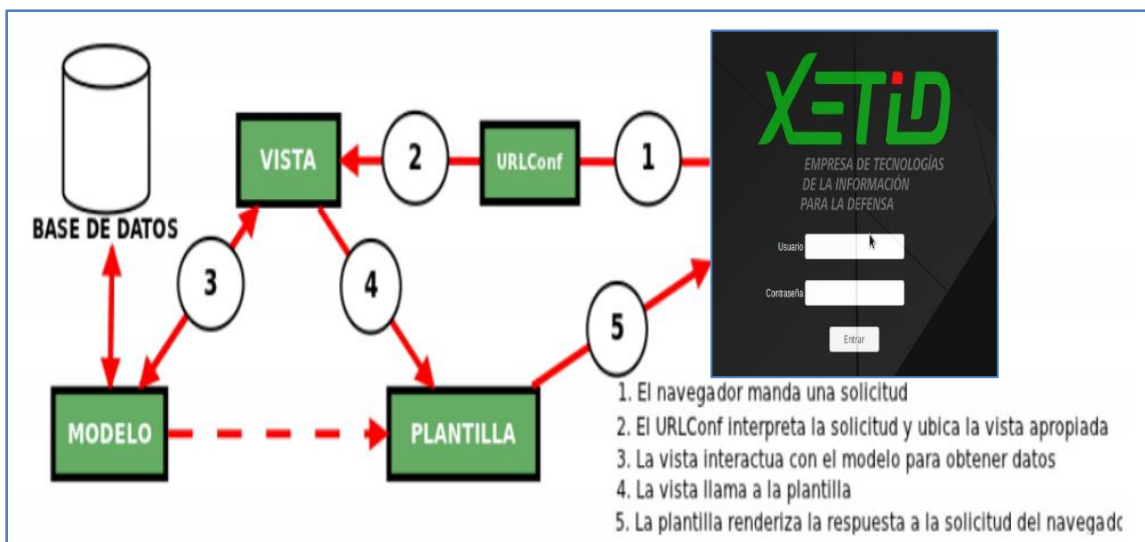 XETID
EMPRESA DE TECNOLOGÍAS
DE LA INFORMACIÓN
PARA LA DEFENSA
Usuario
Contraseña
Entrar
BASE DE DATOS
VISTA
2
URLConf
1
3
4
5
MODELO
PLANTILLA
1. El navegador manda una solicitud
2. El URLConf interpreta la solicitud y ubica la vista apropiada
3. La vista interactua con el modelo para obtener datos
4. La vista llama a la plantilla
5. La plantilla renderiza la respuesta a la solicitud del navegadc